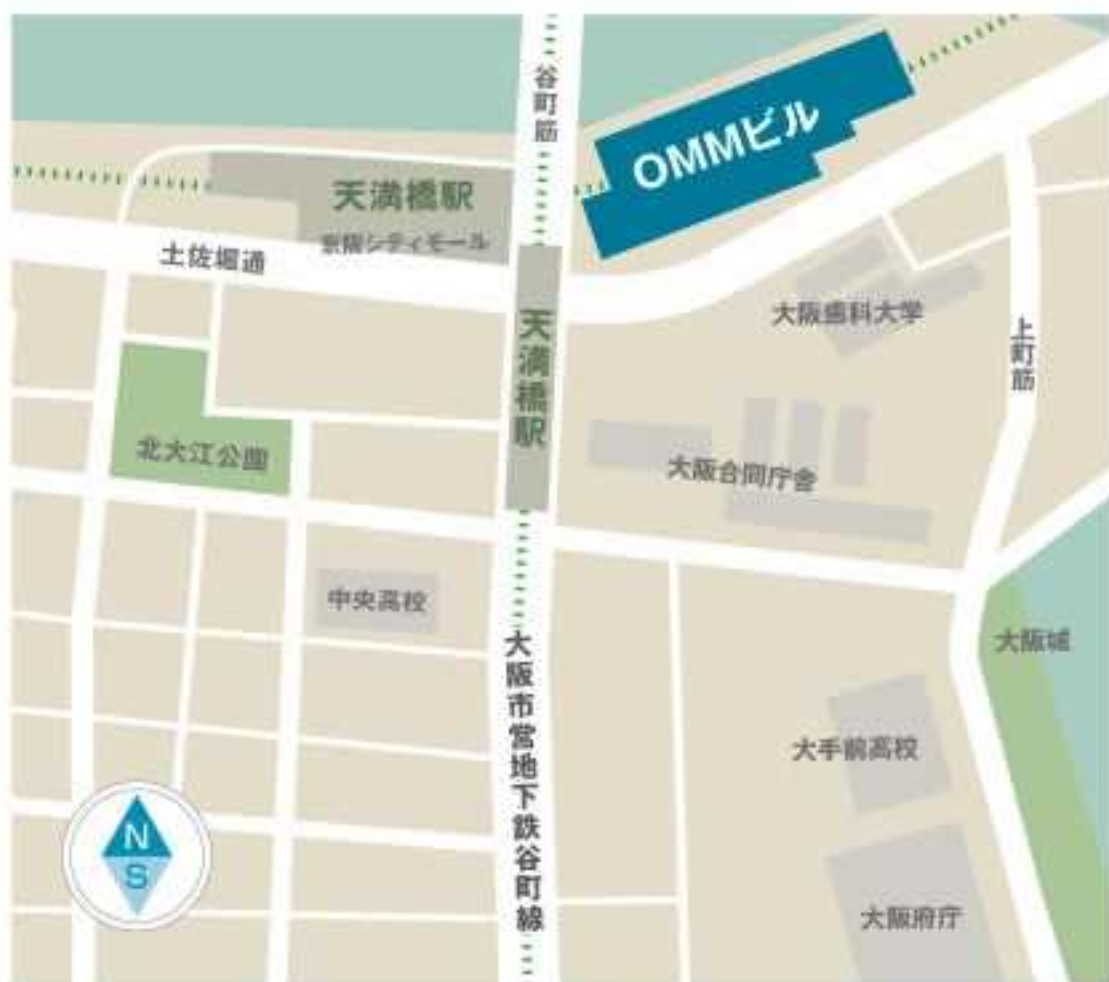 谷町筋
OMMビル
天満橋駅
京阪シティモール
土佐堀通
大阪歯科大学
天満橋駅
上町筋
北大江公園
大阪合同庁舎
中央高校
大阪城
大阪市営地下鉄谷町線
大手前高校
N
S
大阪府庁